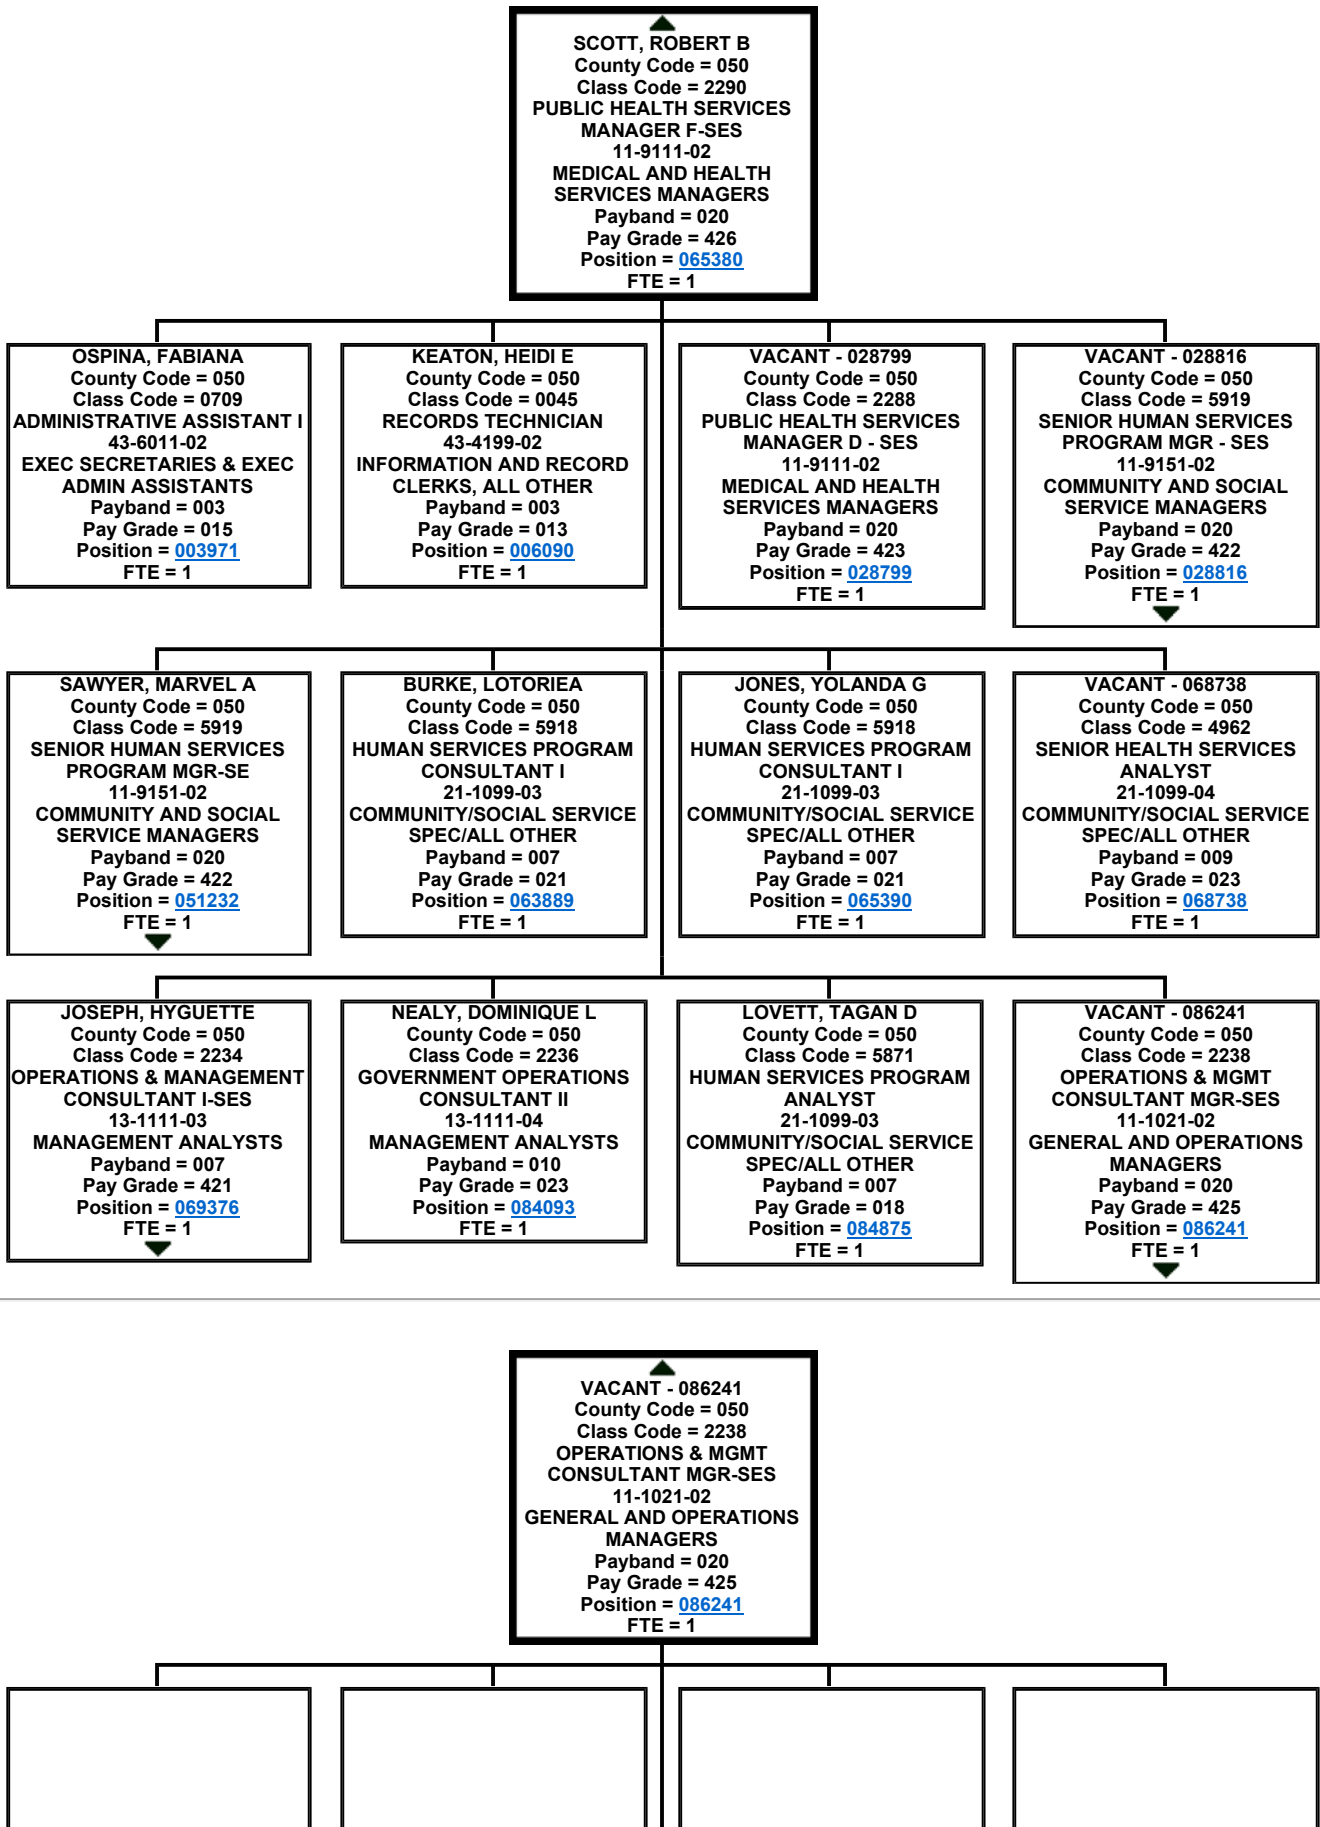 SCOTT, ROBERT B
County Code = 050
Class Code = 2290
PUBLIC HEALTH SERVICES
MANAGER F-SES
11-9111-02
MEDICAL AND HEALTH
SERVICES MANAGERS
Payband = 020
Pay Grade = 426
Position = 065380
FTE = 1
OSPINA, FABIANA
County Code = 050
Class Code = 0709
ADMINISTRATIVE ASSISTANT I
43-6011-02
EXEC SECRETARIES & EXEC
ADMIN ASSISTANTS
Payband = 003
Pay Grade = 015
Position = 003971
FTE = 1
KEATON, HEIDI E
County Code = 050
Class Code = 0045
RECORDS TECHNICIAN
43-4199-02
INFORMATION AND RECORD
CLERKS, ALL OTHER
Payband = 003
Pay Grade = 013
Position = 006090
FTE = 1
VACANT - 028799
County Code = 050
Class Code = 2288
PUBLIC HEALTH SERVICES
MANAGER D - SES
11-9111-02
MEDICAL AND HEALTH
SERVICES MANAGERS
Payband = 020
Pay Grade = 423
Position = 028799
FTE = 1
VACANT - 028816
County Code = 050
Class Code = 5919
SENIOR HUMAN SERVICES
PROGRAM MGR - SES
11-9151-02
COMMUNITY AND SOCIAL
SERVICE MANAGERS
Payband = 020
Pay Grade = 422
Position = 028816
FTE = 1
SAWYER, MARVEL A
County Code = 050
Class Code = 5919
SENIOR HUMAN SERVICES
PROGRAM MGR-SE
11-9151-02
COMMUNITY AND SOCIAL
SERVICE MANAGERS
Payband = 020
Pay Grade = 422
Position = 051232
FTE = 1
BURKE, LOTORIEA
County Code = 050
Class Code = 5918
HUMAN SERVICES PROGRAM
CONSULTANT I
21-1099-03
COMMUNITY/SOCIAL SERVICE
SPEC/ALL OTHER
Payband = 007
Pay Grade = 021
Position = 063889
FTE = 1
JONES, YOLANDA G
County Code = 050
Class Code = 5918
HUMAN SERVICES PROGRAM
CONSULTANT I
21-1099-03
COMMUNITY/SOCIAL SERVICE
SPEC/ALL OTHER
Payband = 007
Pay Grade = 021
Position = 065390
FTE = 1
VACANT - 068738
County Code = 050
Class Code = 4962
SENIOR HEALTH SERVICES
ANALYST
21-1099-04
COMMUNITY/SOCIAL SERVICE
SPEC/ALL OTHER
Payband = 009
Pay Grade = 023
Position = 068738
FTE = 1
JOSEPH, HYGUETTE
County Code = 050
Class Code = 2234
OPERATIONS & MANAGEMENT
CONSULTANT I-SES
13-1111-03
MANAGEMENT ANALYSTS
Payband = 007
Pay Grade = 421
Position = 069376
FTE = 1
NEALY, DOMINIQUE L
County Code = 050
Class Code = 2236
GOVERNMENT OPERATIONS
CONSULTANT II
13-1111-04
MANAGEMENT ANALYSTS
Payband = 010
Pay Grade = 023
Position = 084093
FTE = 1
LOVETT, TAGAN D
County Code = 050
Class Code = 5871
HUMAN SERVICES PROGRAM
ANALYST
21-1099-03
COMMUNITY/SOCIAL SERVICE
SPEC/ALL OTHER
Payband = 007
Pay Grade = 018
Position = 084875
FTE = 1
VACANT - 086241
County Code = 050
Class Code = 2238
OPERATIONS & MGMT
CONSULTANT MGR-SES
11-1021-02
GENERAL AND OPERATIONS
MANAGERS
Payband = 020
Pay Grade = 425
Position = 086241
FTE = 1
VACANT - 086241
County Code = 050
Class Code = 2238
OPERATIONS & MGMT
CONSULTANT MGR-SES
11-1021-02
GENERAL AND OPERATIONS
MANAGERS
Payband = 020
Pay Grade = 425
Position = 086241
FTE = 1